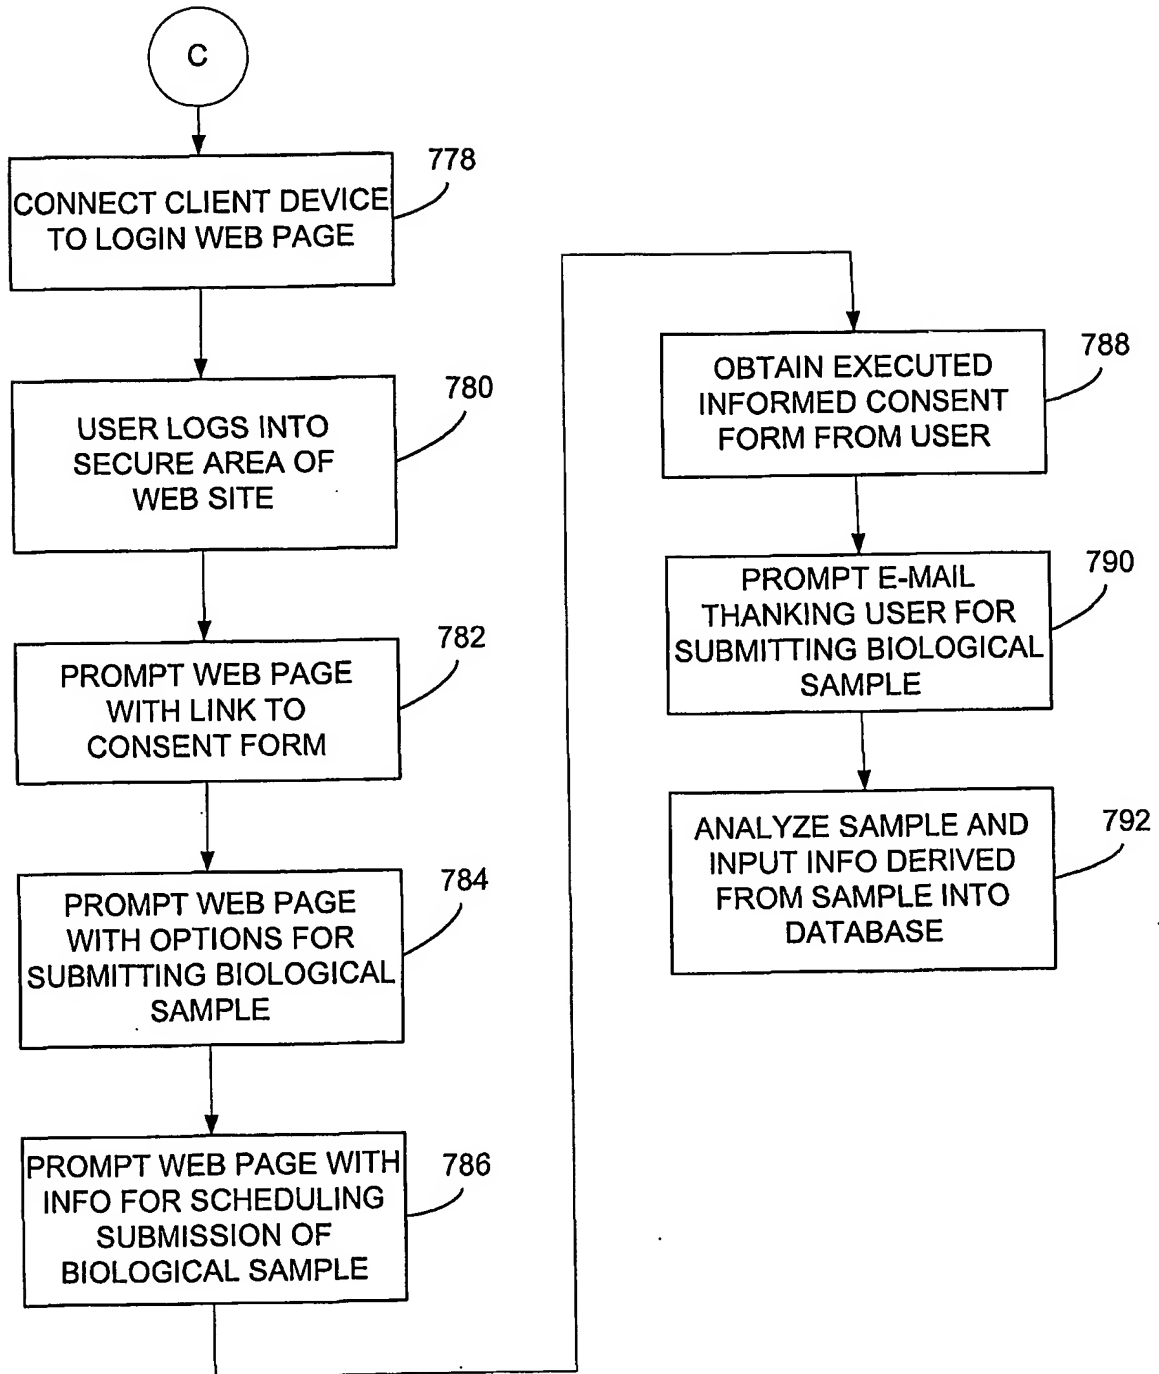 C
778
CONNECT CLIENT DEVICE
TO LOGIN WEB PAGE
780
USER LOGS INTO
SECURE AREA OF
WEB SITE
782
PROMPT WEB PAGE
WITH LINK TO
CONSENT FORM
784
PROMPT WEB PAGE
WITH OPTIONS FOR
SUBMITTING BIOLOGICAL
SAMPLE
786
PROMPT WEB PAGE WITH
INFO FOR SCHEDULING
SUBMISSION OF
BIOLOGICAL SAMPLE
788
OBTAIN EXECUTED
INFORMED CONSENT
FORM FROM USER
790
PROMPT E-MAIL
THANKING USER FOR
SUBMITTING BIOLOGICAL
SAMPLE
792
ANALYZE SAMPLE AND
INPUT INFO DERIVED
FROM SAMPLE INTO
DATABASE